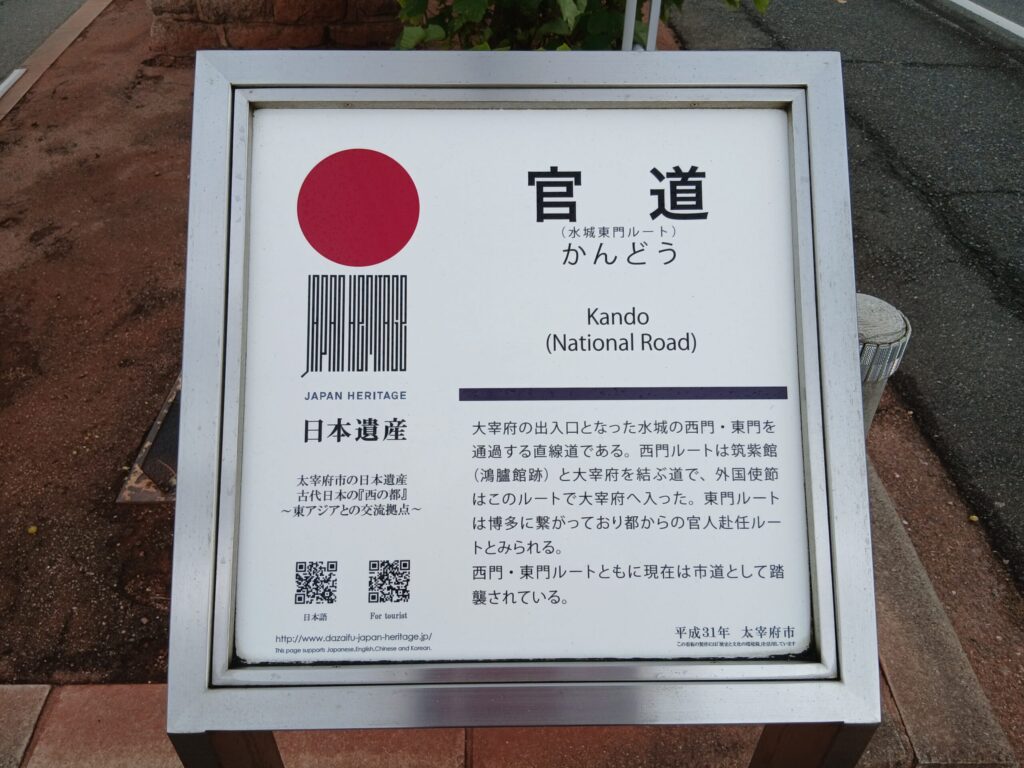 JAPAN HERITAGE
JAPAN HERITAGE
日本遺産
太宰府市の日本遺産
古代日本の『西の都』
～東アジアとの交流拠点～
日本語
For tourist
http://www.dazaifu-japan-heritage.jp/
This page supports Japanese,English,Chinese and Korean.
官 道
（水城東門ルート）
かんどう
Kando
(National Road)
大宰府の出入口となった水城の西門・東門を
通過する直線道である。西門ルートは筑紫館
（鴻臚館跡）と大宰府を結ぶ道で、外国使節
はこのルートで大宰府へ入った。東門ルート
は博多に繋がっており都からの官人赴任ルー
トとみられる。
西門・東門ルートともに現在は市道として踏
襲されている。
平成31年 太宰府市